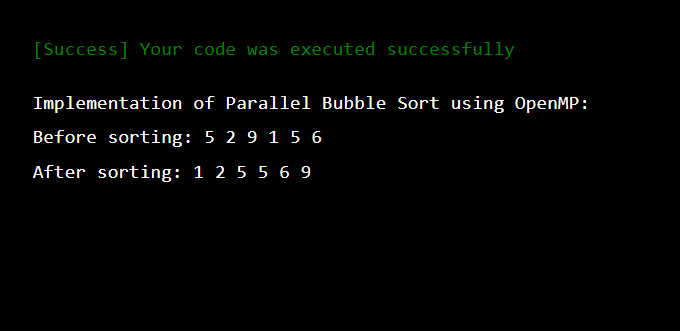 [Success] Your code was executed successfully
Implementation of Parallel Bubble Sort using OpenMP:
Before sorting: 5 2 9 1 5 6
After sorting: 1 2 5 5 6 9